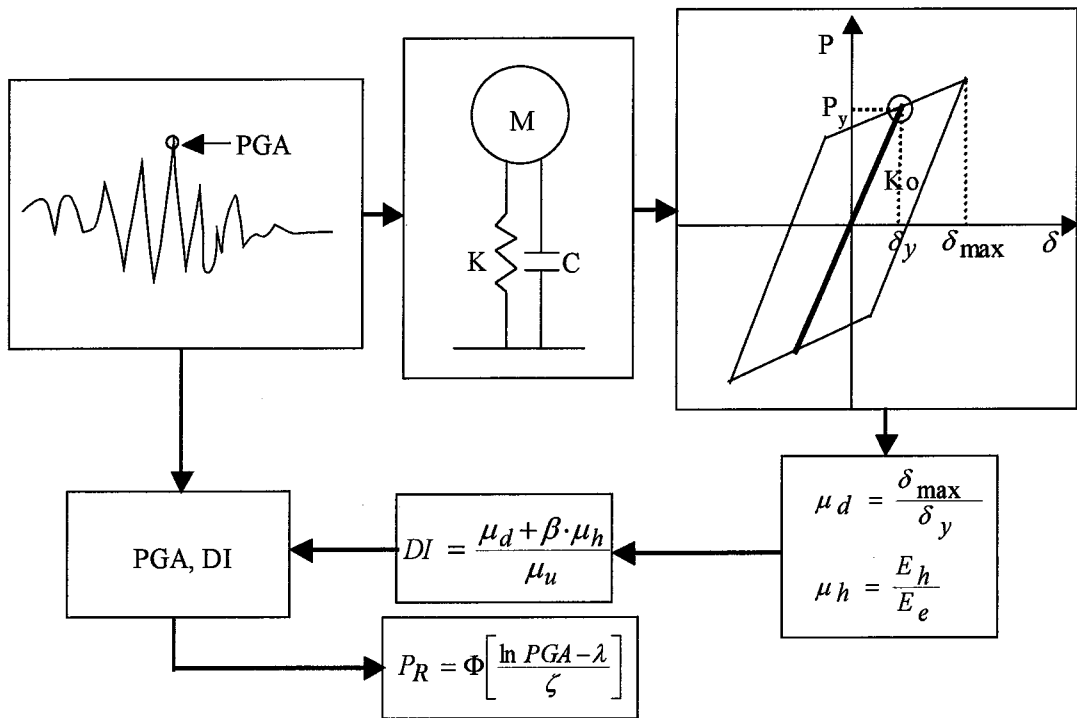 PGA
M
K
C
P
P_y
Ko
δ_y
δ_max
δ
μ_d = δ_max / δ_y
μ_h = E_h / E_e
DI = (μ_d + β·μ_h) / μ_u
PGA, DI
P_R = Φ[(ln PGA − λ) / ζ]